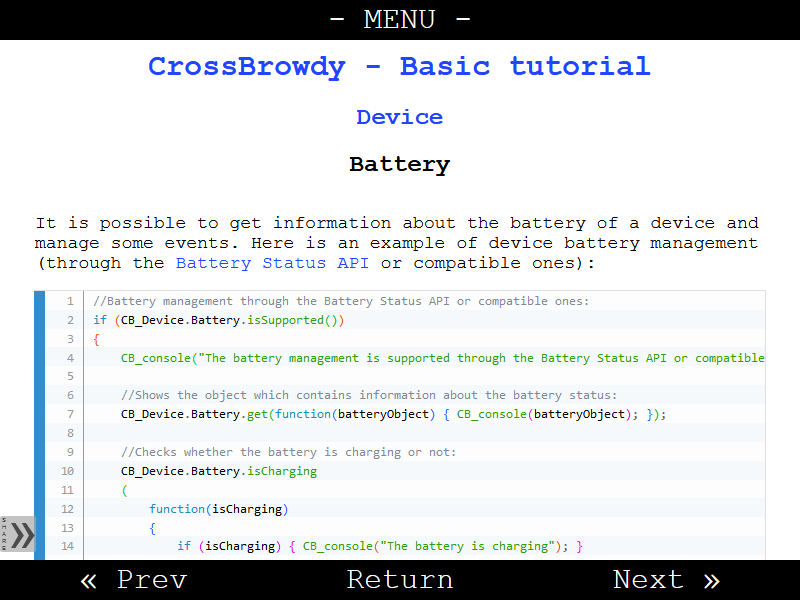 - MENU -
CrossBrowdy - Basic tutorial
Device
Battery
It is possible to get information about the battery of a device and
manage some events. Here is an example of device battery management
(through the Battery Status API or compatible ones):
1 //Battery management through the Battery Status API or compatible ones:
2 if (CB_Device.Battery.isSupported())
3 {
4 CB_console("The battery management is supported through the Battery Status API or compatible
5
6 //Shows the object which contains information about the battery status:
7 CB_Device.Battery.get(function(batteryObject) { CB_console(batteryObject); });
8
9 //Checks whether the battery is charging or not:
10 CB_Device.Battery.isCharging
11 (
12 function(isCharging)
13 {
14 if (isCharging) { CB_console("The battery is charging"); }
SHARE »
« Prev Return Next »